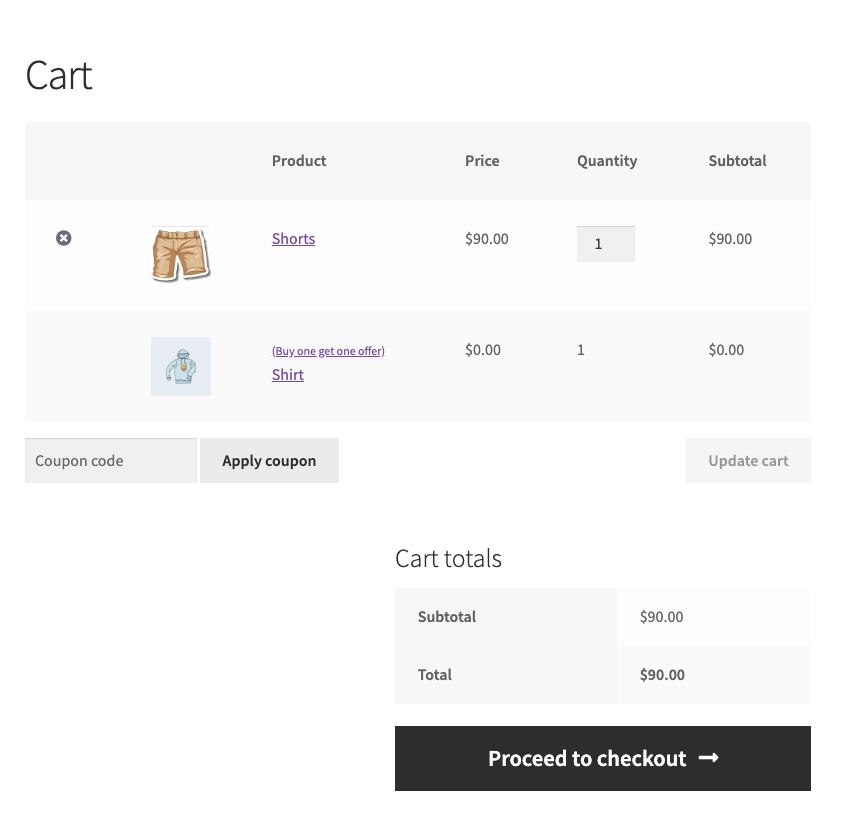 Cart
Product Price Quantity Subtotal
Shorts $90.00 1 $90.00
(Buy one get one offer) $0.00 1 $0.00
Shirt
Coupon code Apply coupon Update cart
Cart totals
Subtotal $90.00
Total $90.00
Proceed to checkout →